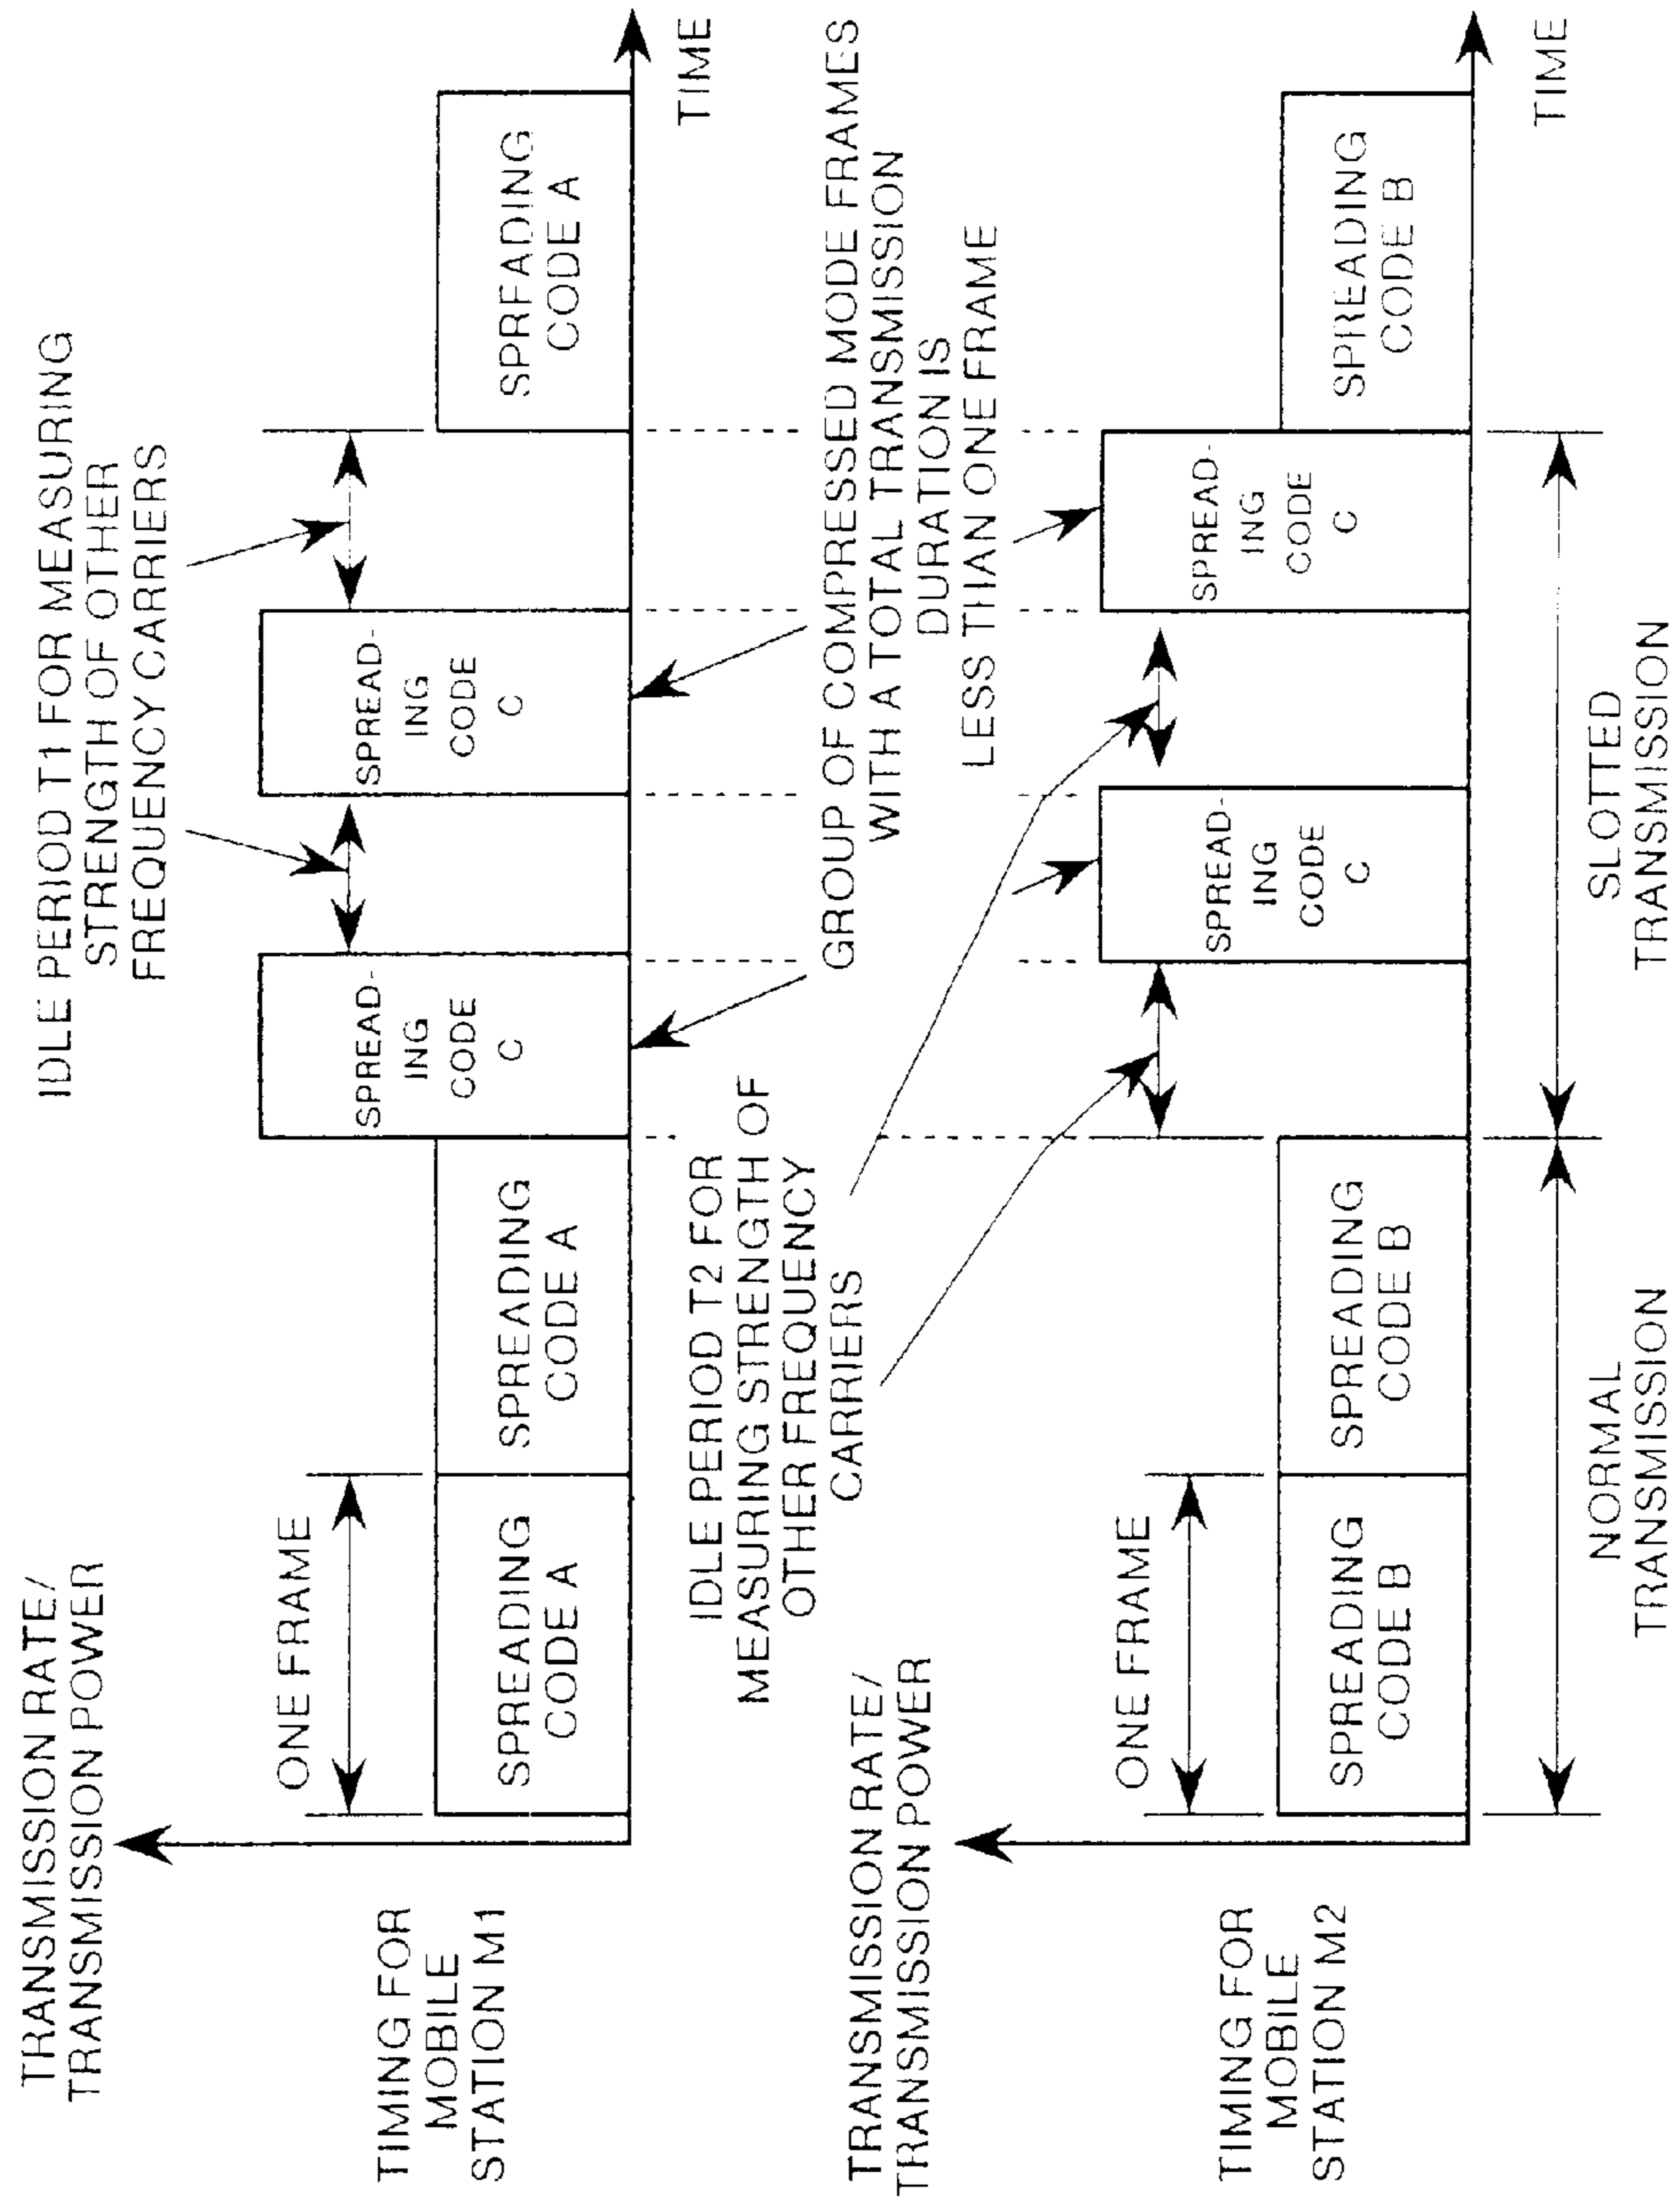 TRANSMISSION RATE/
TRANSMISSION POWER
TIMING FOR
MOBILE
STATION M1
ONE FRAME
SPREADING
CODE A
SPREADING
CODE A
SPREAD-
ING
CODE
C
SPREAD-
ING
CODE
C
SPRFADING
CODE A
IDLE PERIOD T1 FOR MEASURING
STRENGTH OF OTHER
FREQUENCY CARRIERS
TIME
IDLE PERIOD T2 FOR
MEASURING STRENGTH OF
OTHER FREQUENCY
CARRIERS
GROUP OF COMPRESSED MODE FRAMES
WITH A TOTAL TRANSMISSION
DURATION IS
LESS THAN ONE FRAME
TRANSMISSION RATE/
TRANSMISSION POWER
TIMING FOR
MOBILE
STATION M2
ONE FRAME
SPREADING
CODE B
SPREADING
CODE B
SPREAD-
ING
CODE
C
SPREAD-
ING
CODE
C
SPREADING
CODE B
TIME
NORMAL
TRANSMISSION
SLOTTED
TRANSMISSION